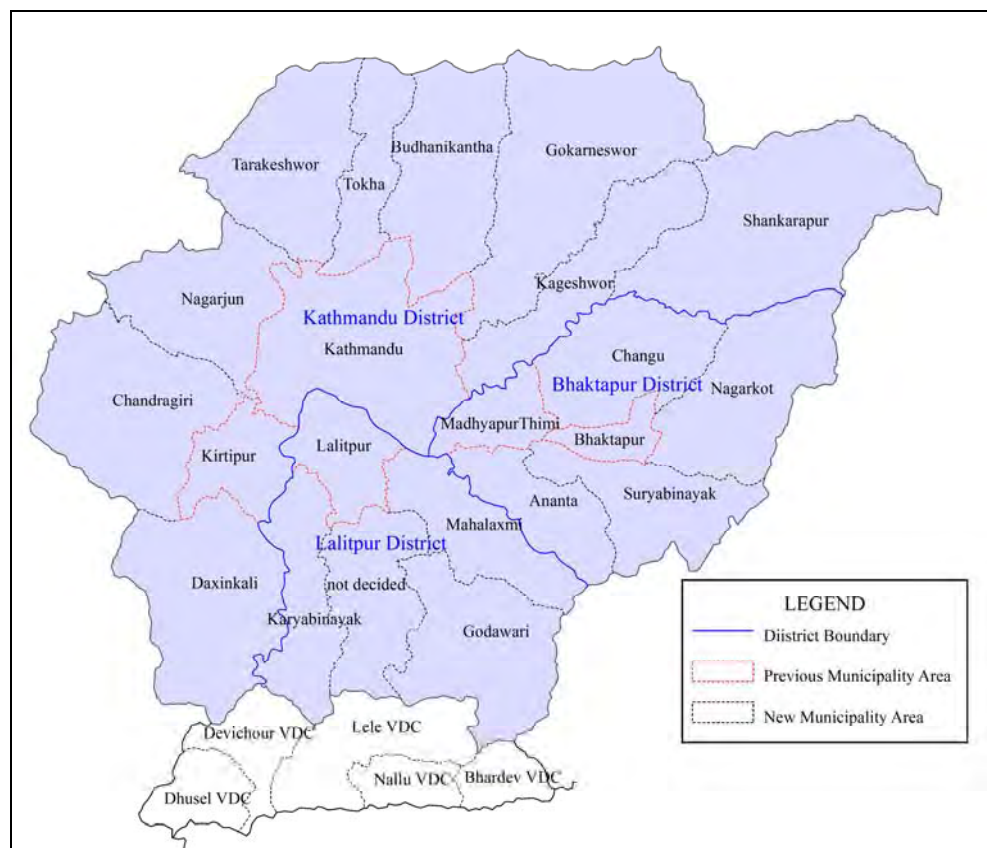 Budhanikantha
Gokarneswor
Tarakeshwor
Tokha
Shankarapur
Kageshwor
Nagarjun
Kathmandu District
Kathmandu
Changu
Bhaktapur District
Nagarkot
Chandragiri
MadhyapurThimi
Bhaktapur
Lalitpur
Kirtipur
Suryabinayak
Ananta
Mahalaxmi
Lalitpur District
Daxinkali
not decided
Karyabinayak
Godawari
LEGEND
Diistrict Boundary
Previous Municipality Area
New Municipality Area
Devichour VDC
Lele VDC
Nallu VDC
Bhardev VDC
Dhusel VDC